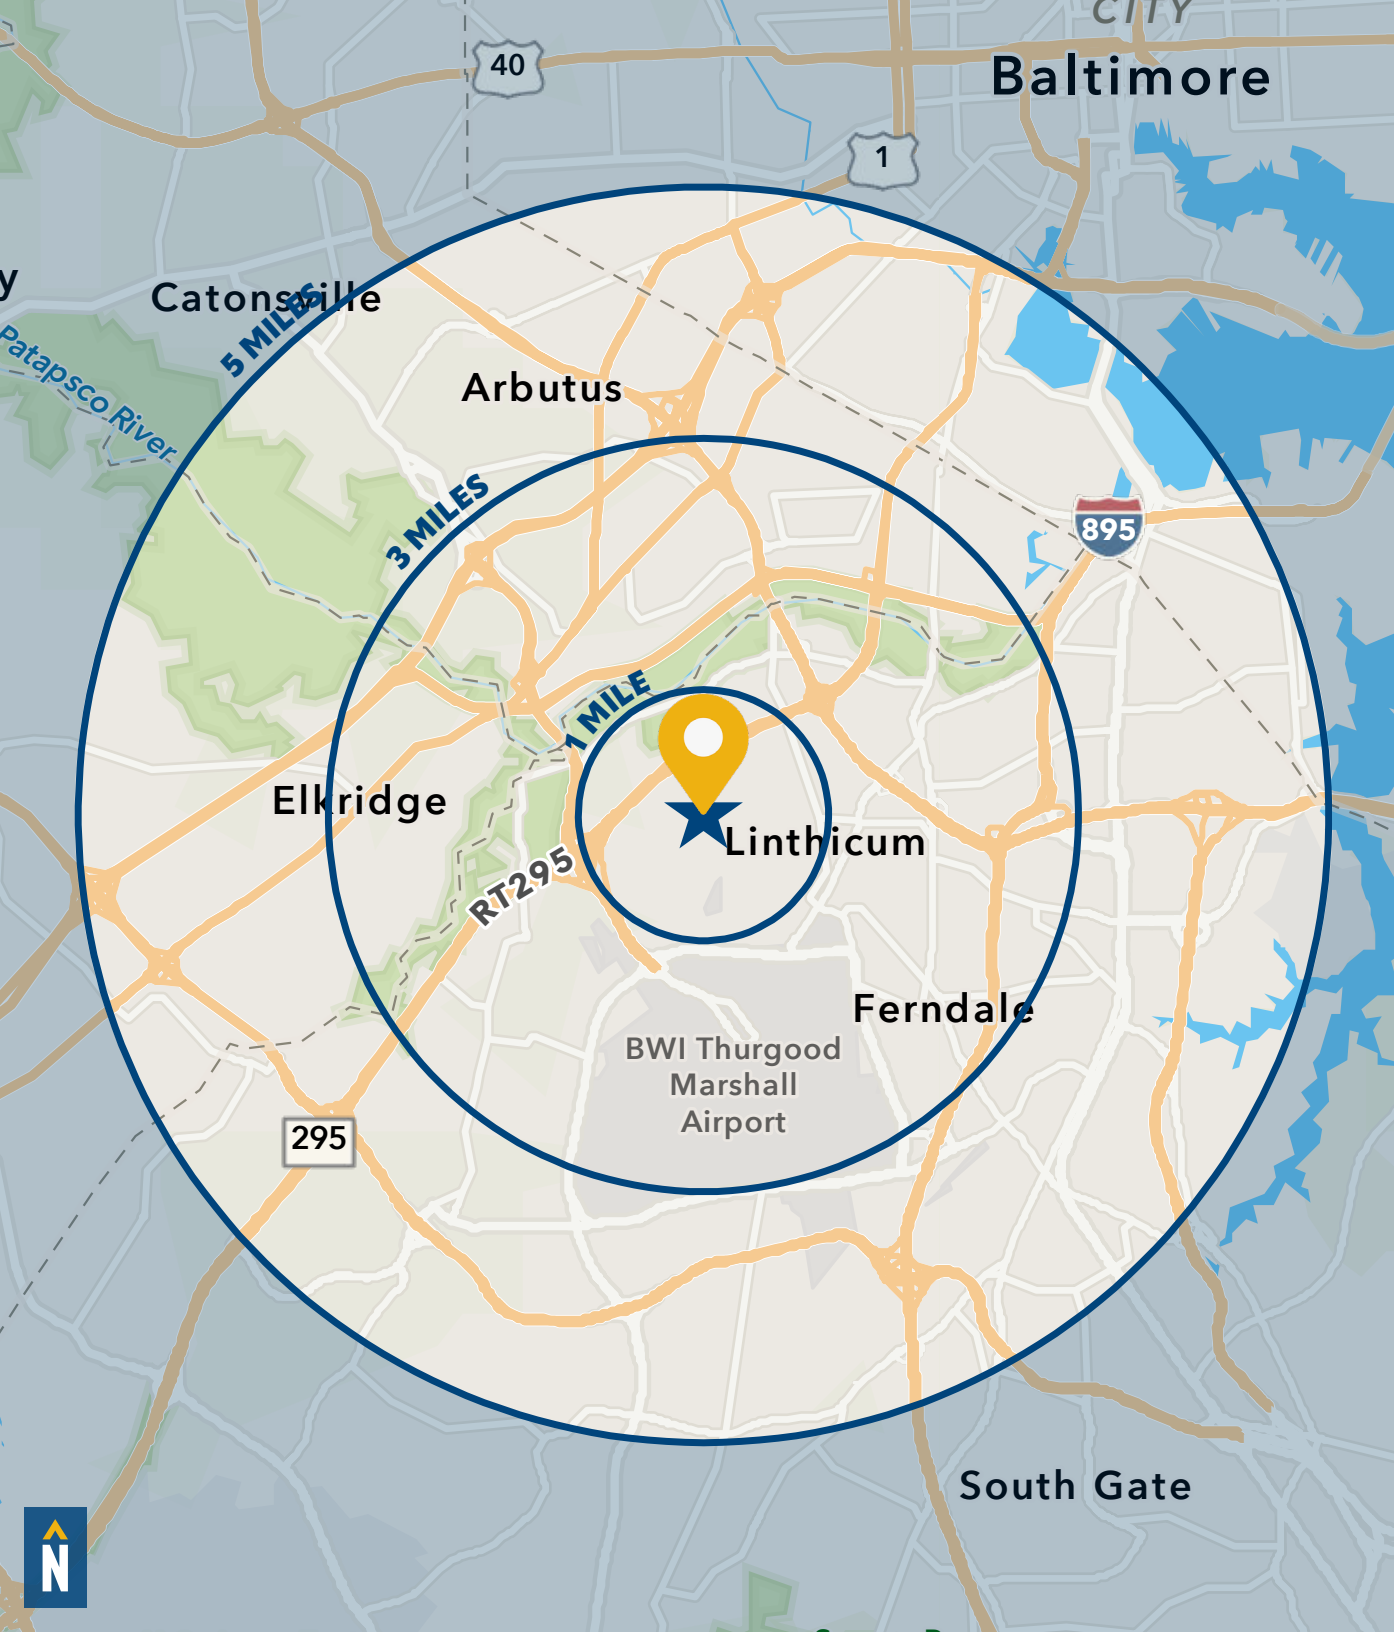 CITY
Baltimore
40
1
y
Catonsville
5 MILES
Patapsco River
Arbutus
3 MILES
895
1 MILE
Elkridge
Linthicum
RT295
Ferndale
BWI Thurgood
Marshall
Airport
295
South Gate
N